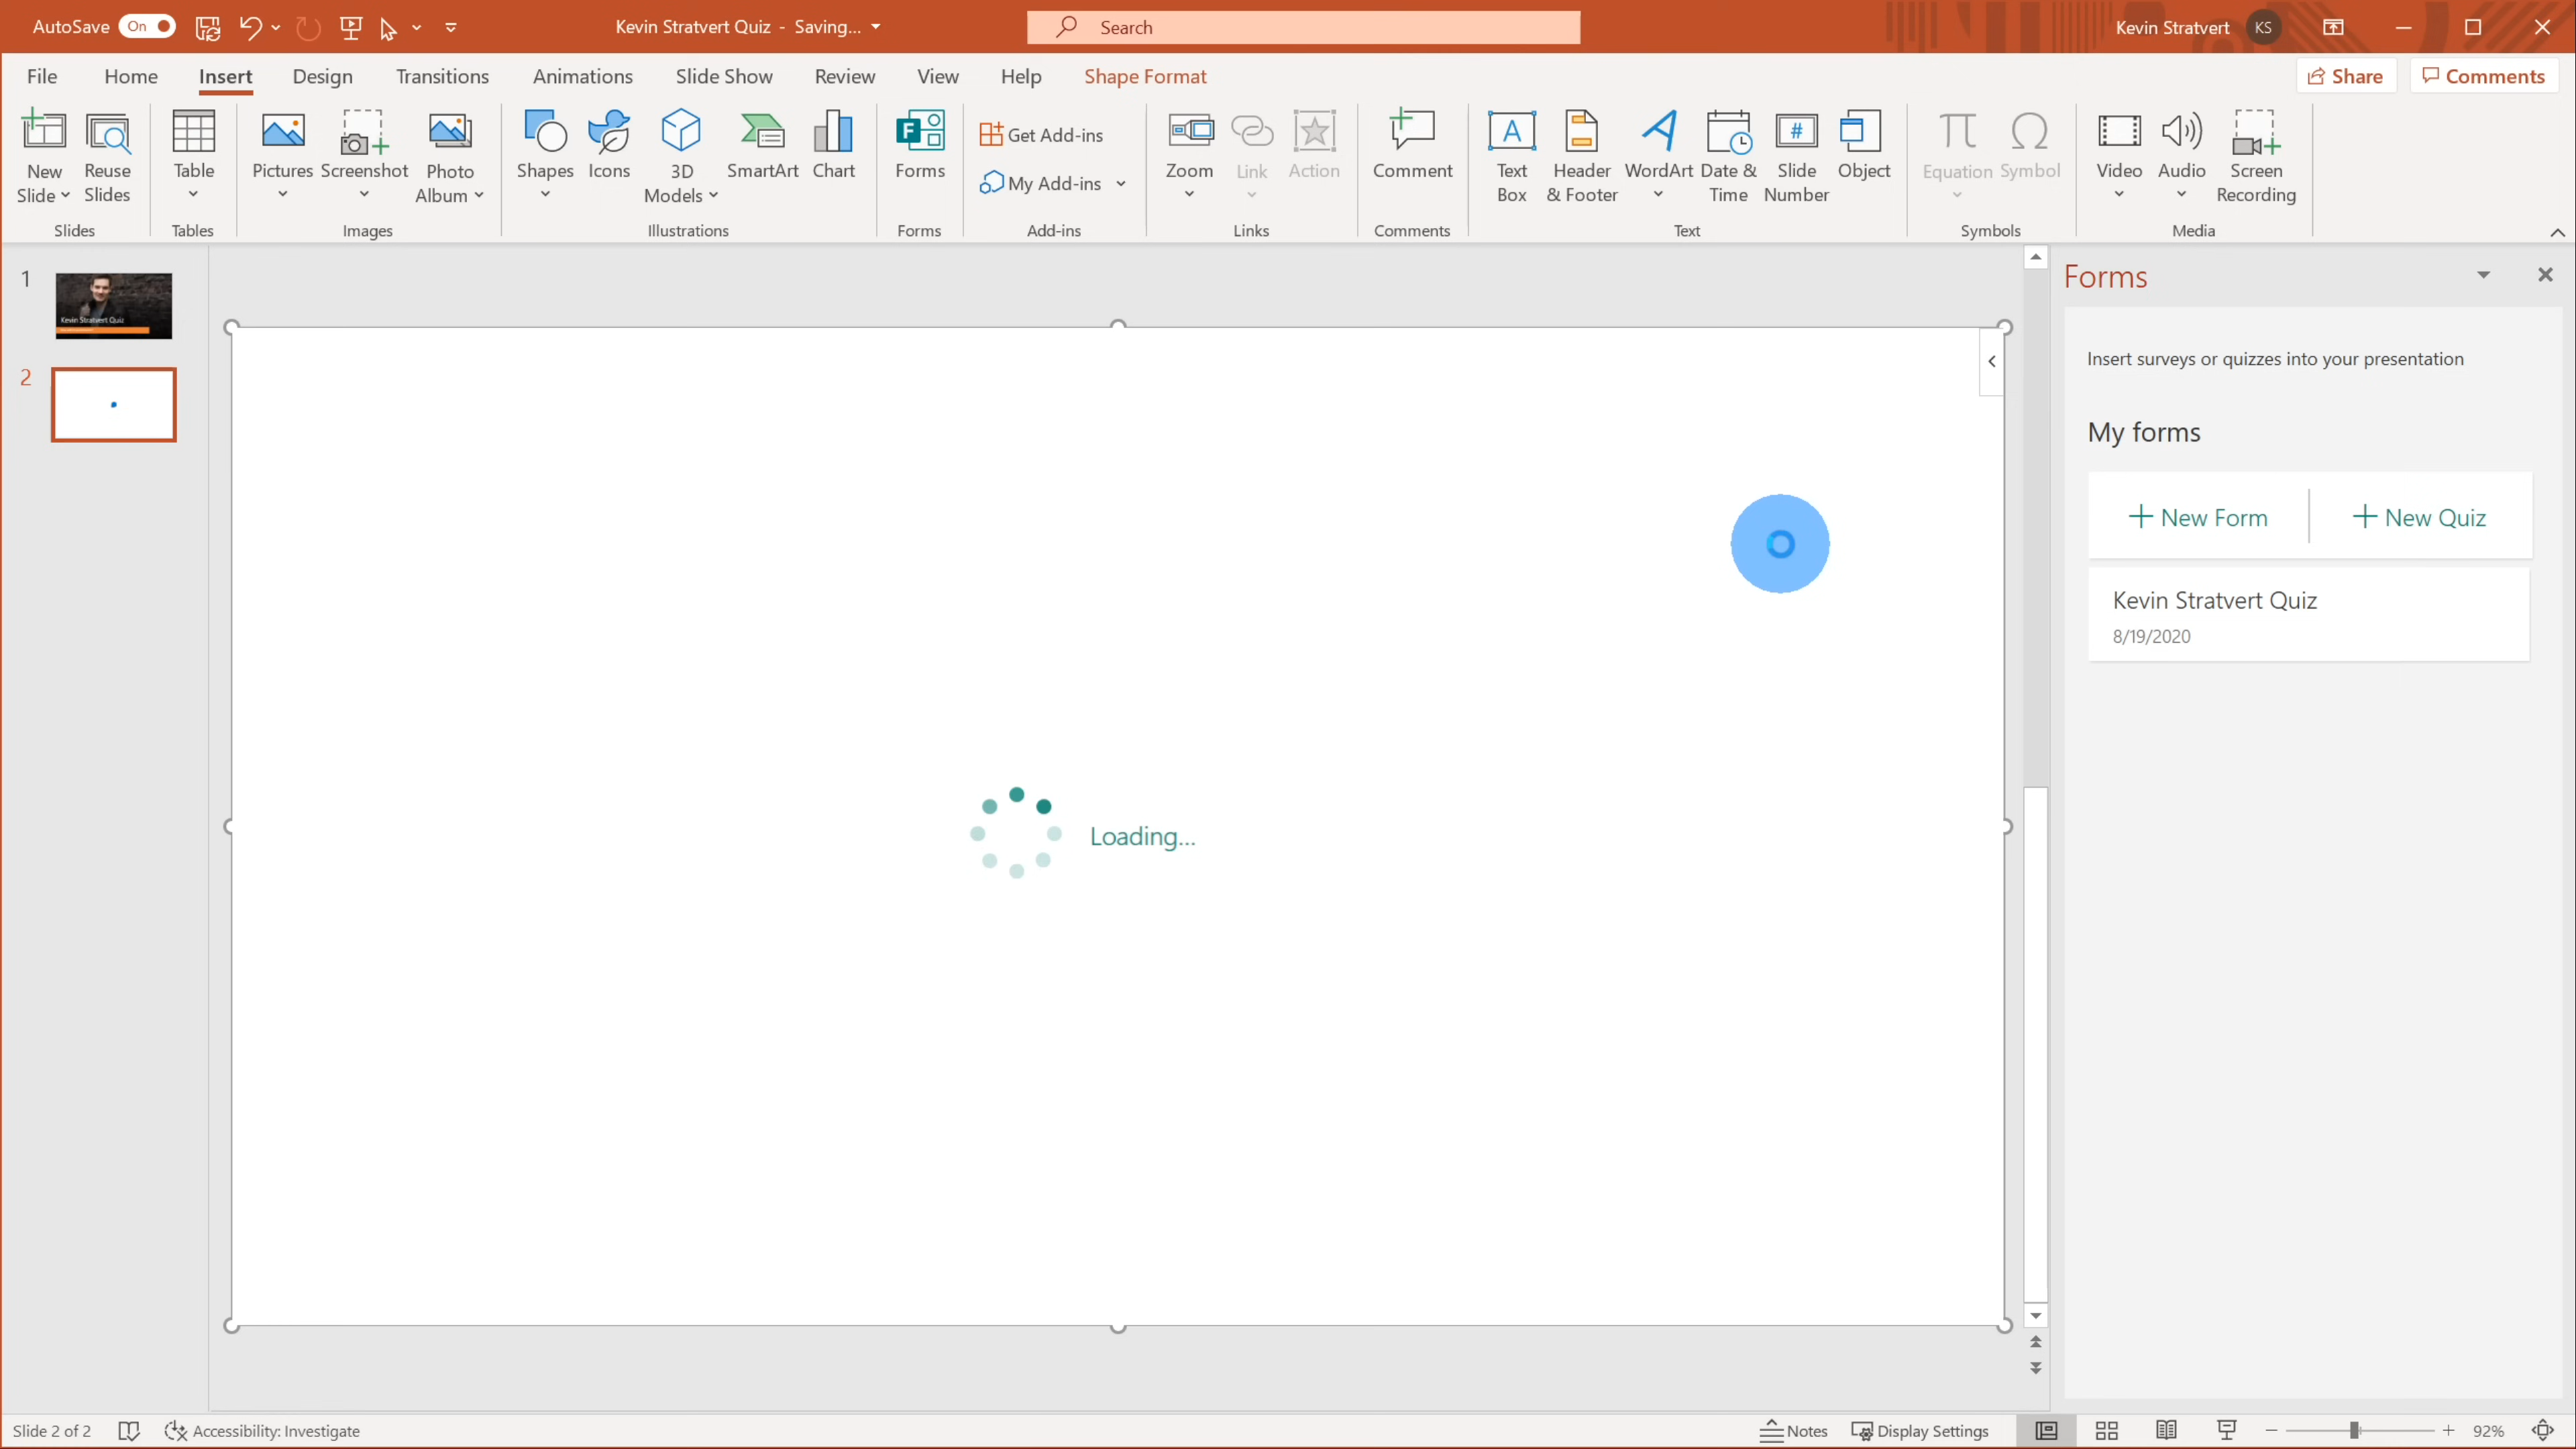 AutoSave On
Kevin Stratvert Quiz - Saving...
Search
Kevin Stratvert KS
File Home Insert Design Transitions Animations Slide Show Review View Help Shape Format
Share Comments
New Slide
Reuse Slides
Slides
Table
Tables
Pictures
Screenshot
Photo Album
Images
Shapes
Icons
3D Models
SmartArt
Chart
Illustrations
Forms
Forms
Get Add-ins
My Add-ins
Add-ins
Zoom
Link
Action
Links
Comment
Comments
Text Box
Header & Footer
WordArt
Date & Time
Slide Number
Object
Text
Equation
Symbol
Symbols
Video
Audio
Screen Recording
Media
1
Kevin Stratvert Quiz
2
Loading...
Forms
Insert surveys or quizzes into your presentation
My forms
New Form
New Quiz
Kevin Stratvert Quiz
8/19/2020
Slide 2 of 2
Accessibility: Investigate
Notes
Display Settings
92%